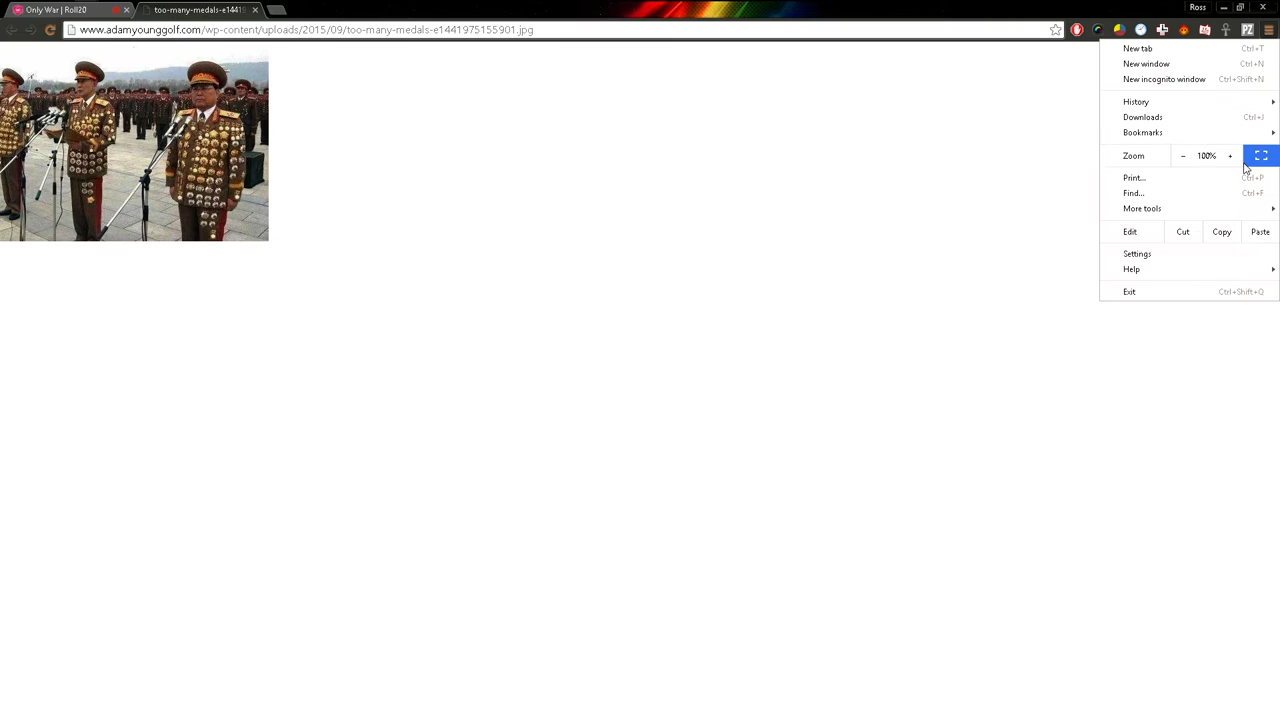 Only War | Roll20
too-many-medals-e1441
Ross
www.adamyounggolf.com/wp-content/uploads/2015/09/too-many-medals-e1441975155901.jpg
PZ
New tab Ctrl+T
New window Ctrl+N
New incognito window Ctrl+Shift+N
History
Downloads Ctrl+J
Bookmarks
Zoom − 100% +
Print... Ctrl+P
Find... Ctrl+F
More tools
Edit Cut Copy Paste
Settings
Help
Exit Ctrl+Shift+Q